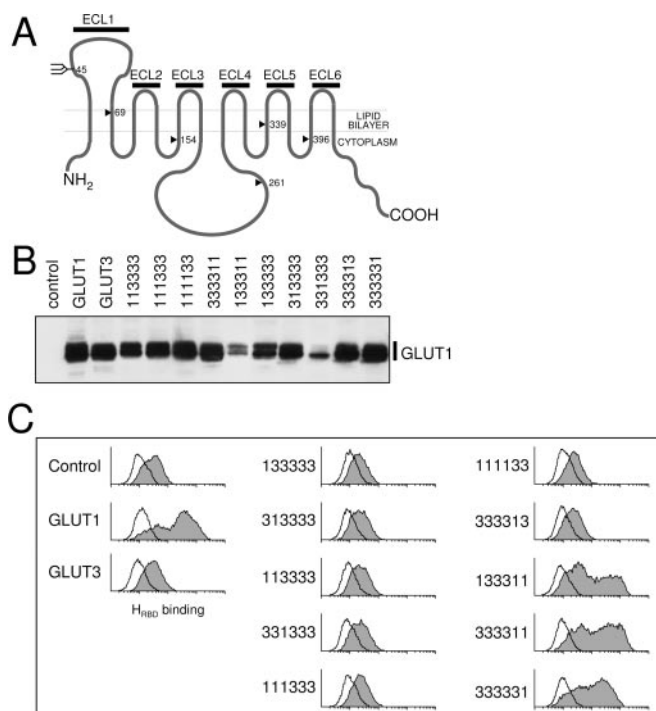 A
ECL1
ECL2 ECL3 ECL4 ECL5 ECL6
45
69
154
261
339
396
LIPID
BILAYER
CYTOPLASM
NH2
COOH
B
control
GLUT1
GLUT3
113333
111333
111133
333311
133311
133333
313333
331333
333313
333331
GLUT1
C
Control
GLUT1
GLUT3
HRBD binding
133333
313333
113333
331333
111333
111133
333313
133311
333311
333331